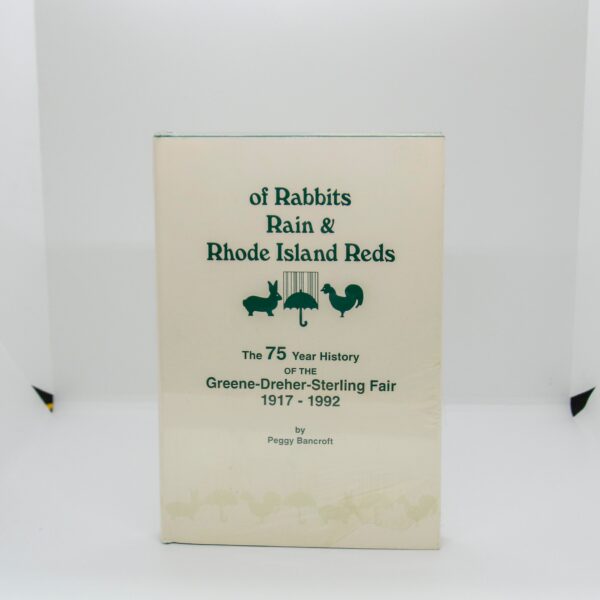 of Rabbits
Rain &
Rhode Island Reds
The 75 Year History
OF THE
Greene-Dreher-Sterling Fair
1917 - 1992
by
Peggy Bancroft